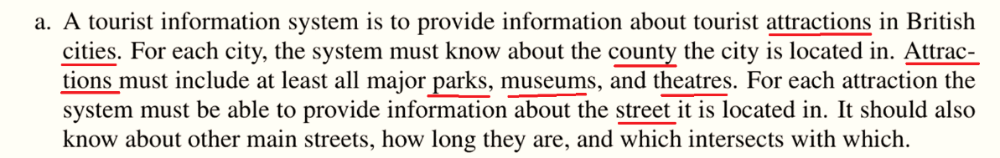 a. A tourist information system is to provide information about tourist attractions in British
cities. For each city, the system must know about the county the city is located in. Attrac-
tions must include at least all major parks, museums, and theatres. For each attraction the
system must be able to provide information about the street it is located in. It should also
know about other main streets, how long they are, and which intersects with which.